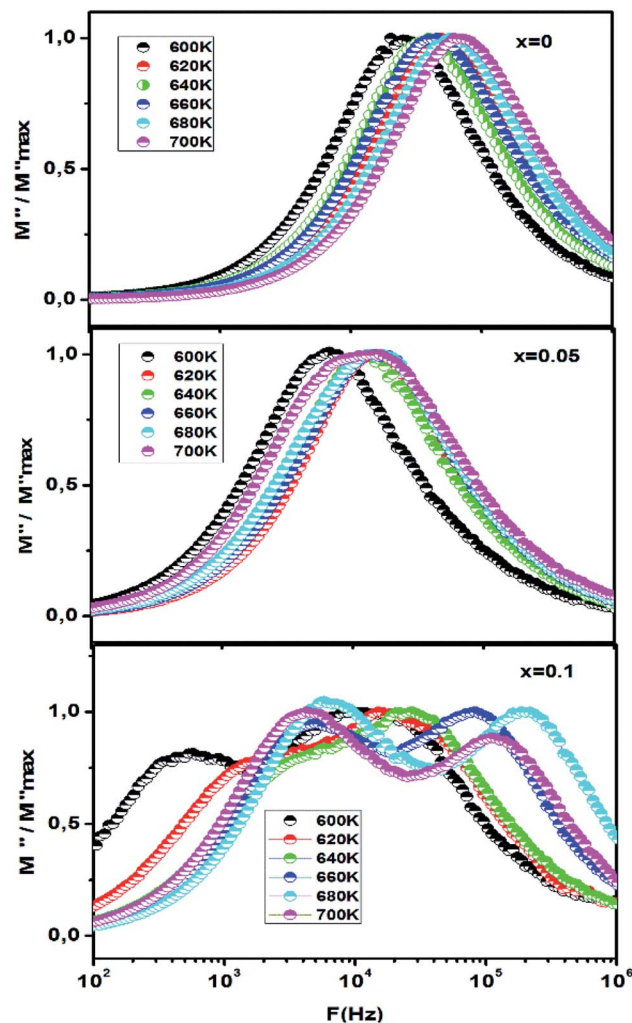 x=0
1,0
0,5
0,0
M'' / M''max
600K
620K
640K
660K
680K
700K
x=0.05
1,0
0,5
0,0
M'' / M''max
600K
620K
640K
660K
680K
700K
x=0.1
1,0
0,5
0,0
M'' / M''max
600K
620K
640K
660K
680K
700K
10² 10³ 10⁴ 10⁵ 10⁶
F(Hz)